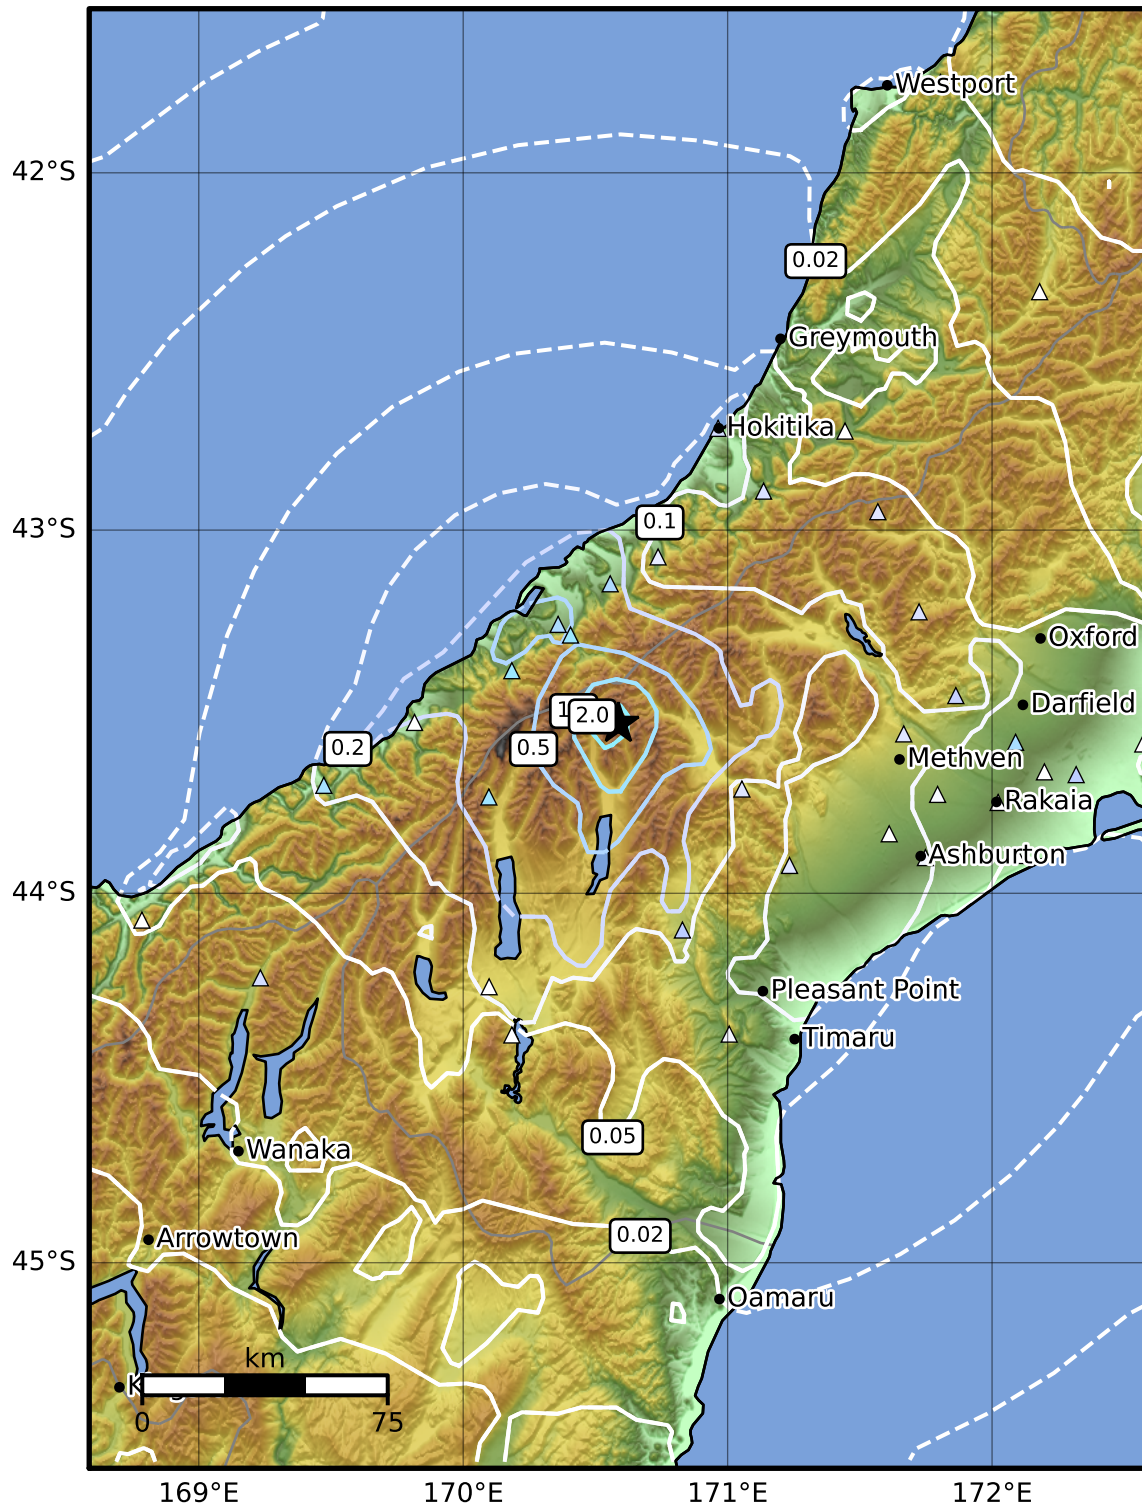 Westport
42°S
0.02
Greymouth
Hokitika
0.1
43°S
Oxford
Darfield
2.0
0.2
0.5
Methven
Rakaia
Ashburton
44°S
Pleasant Point
Timaru
0.05
Wanaka
0.02
Arrowtown
45°S
Oamaru
km
0
75
169°E
170°E
171°E
172°E